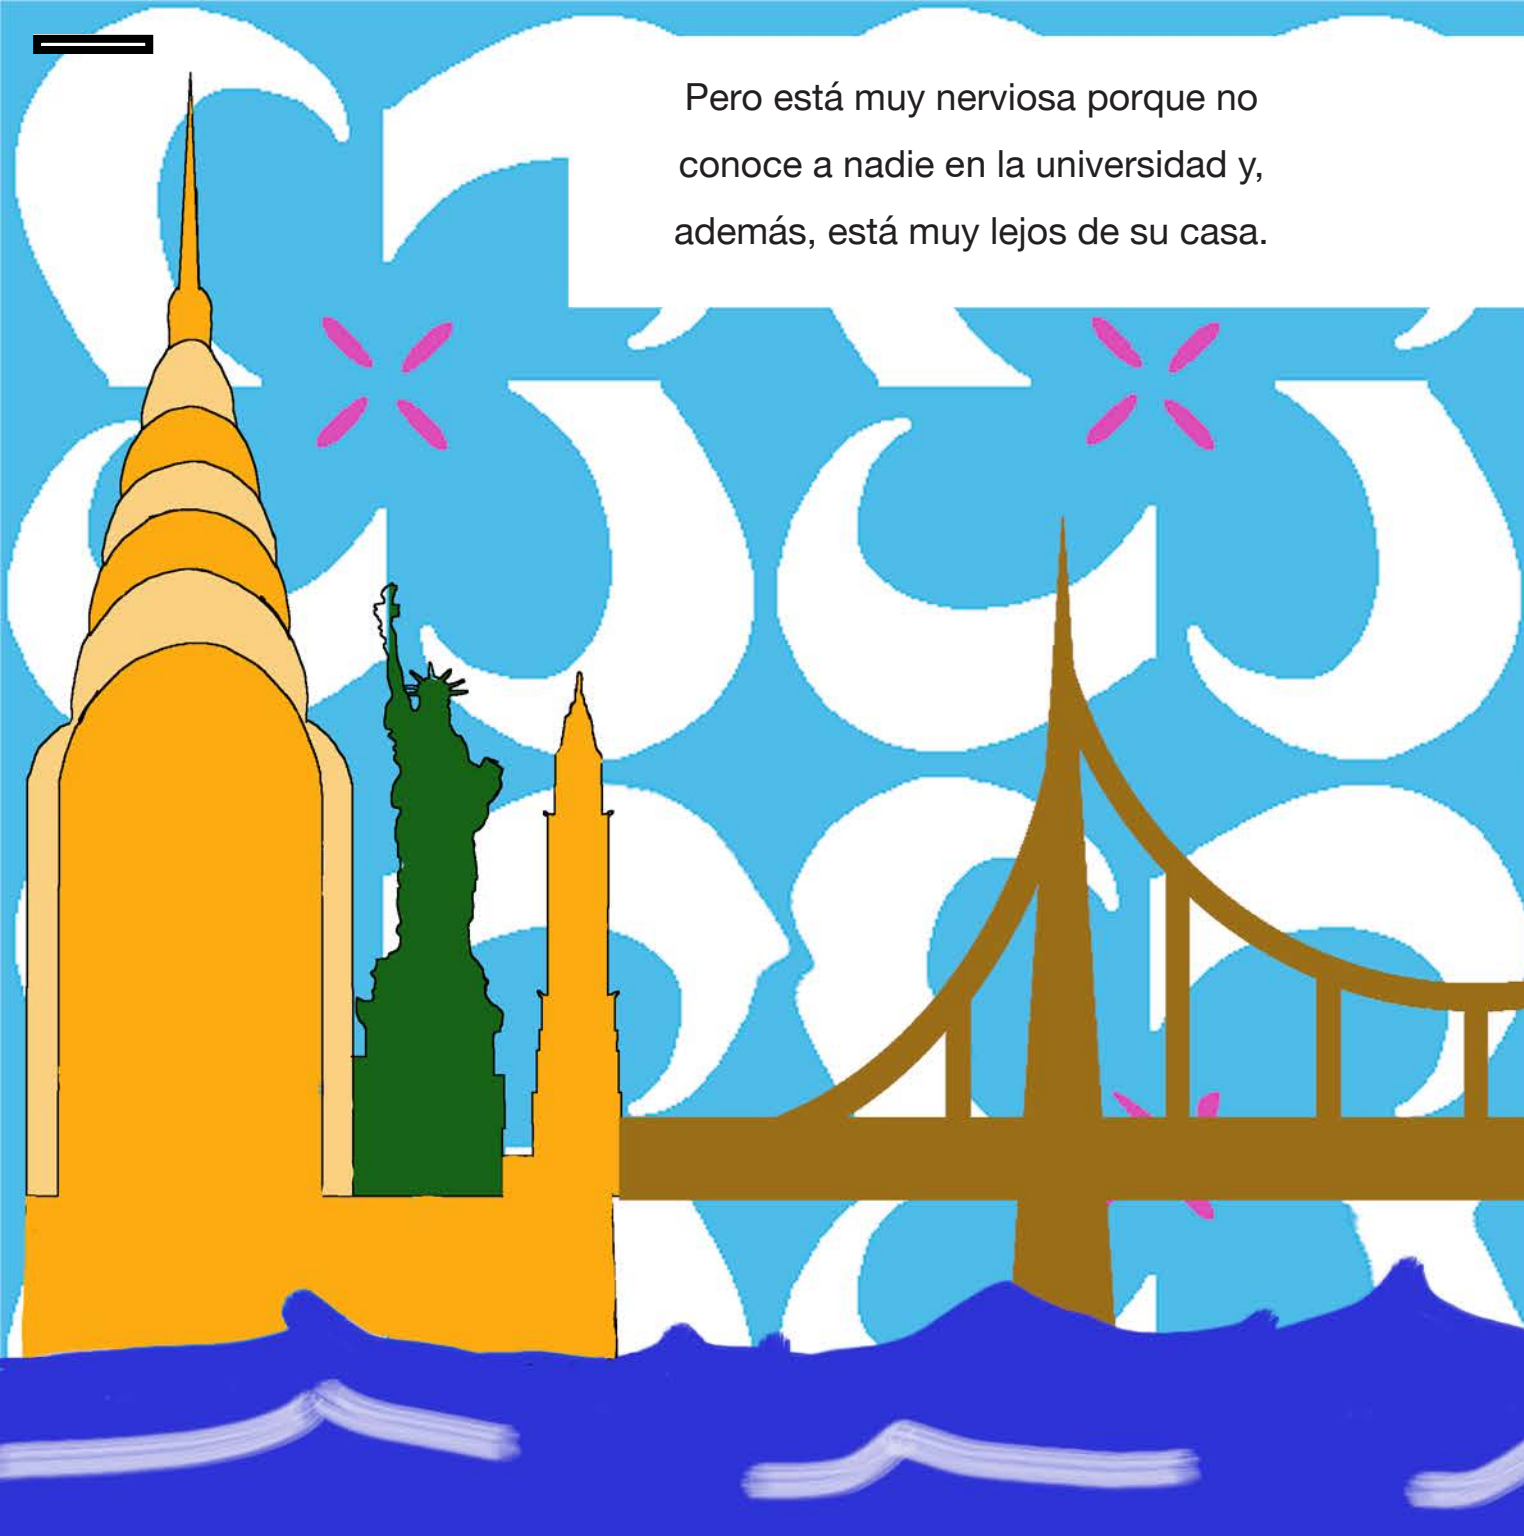 Pero está muy nerviosa porque no
conoce a nadie en la universidad y,
además, está muy lejos de su casa.